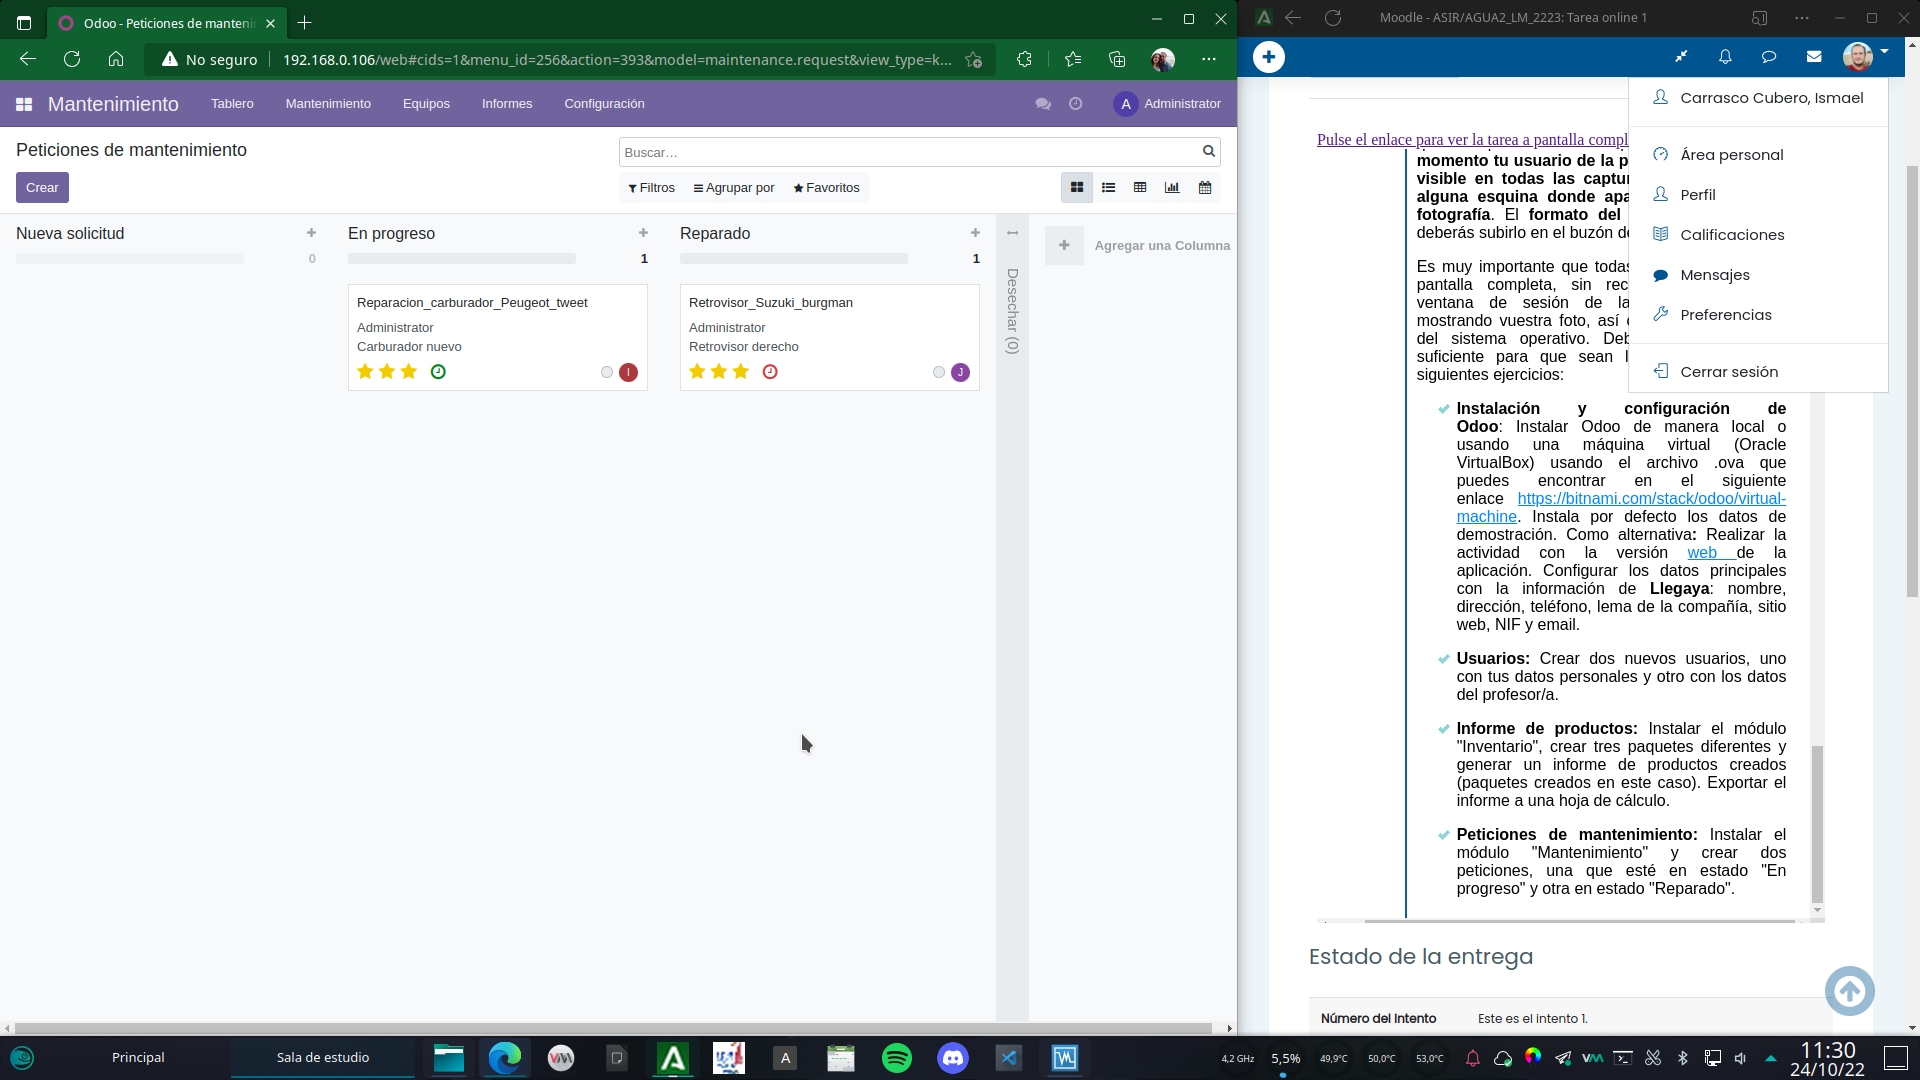 Odoo - Peticiones de manteni
No seguro
192.168.0.106/web#cids=1&menu_id=256&action=393&model=maintenance.request&view_type=k...
Mantenimiento
Tablero
Mantenimiento
Equipos
Informes
Configuración
A
Administrator
Peticiones de mantenimiento
Buscar...
Crear
Filtros
Agrupar por
Favoritos
Nueva solicitud
0
En progreso
1
Reparacion_carburador_Peugeot_tweet
Administrator
Carburador nuevo
I
Reparado
1
Retrovisor_Suzuki_burgman
Administrator
Retrovisor derecho
J
Desechar (0)
Agregar una Columna
Moodle - ASIR/AGUA2_LM_2223: Tarea online 1
Carrasco Cubero, Ismael
Área personal
Perfil
Calificaciones
Mensajes
Preferencias
Cerrar sesión
Pulse el enlace para ver la tarea a pantalla compl
momento tu usuario de la p
visible en todas las captu
alguna esquina donde apa
fotografía. El formato del
deberás subirlo en el buzón de
Es muy importante que todas
pantalla completa, sin rec
ventana de sesión de la
mostrando vuestra foto, así
del sistema operativo. Deb
suficiente para que sean l
siguientes ejercicios:
Instalación y configuración de
Odoo: Instalar Odoo de manera local o
usando una máquina virtual (Oracle
VirtualBox) usando el archivo .ova que
puedes encontrar en el siguiente
enlace https://bitnami.com/stack/odoo/virtual-
machine. Instala por defecto los datos de
demostración. Como alternativa: Realizar la
actividad con la versión web de la
aplicación. Configurar los datos principales
con la información de Llegaya: nombre,
dirección, teléfono, lema de la compañía, sitio
web, NIF y email.
Usuarios: Crear dos nuevos usuarios, uno
con tus datos personales y otro con los datos
del profesor/a.
Informe de productos: Instalar el módulo
"Inventario", crear tres paquetes diferentes y
generar un informe de productos creados
(paquetes creados en este caso). Exportar el
informe a una hoja de cálculo.
Peticiones de mantenimiento: Instalar el
módulo "Mantenimiento" y crear dos
peticiones, una que esté en estado "En
progreso" y otra en estado "Reparado".
Estado de la entrega
Número del intento
Este es el intento 1.
Principal
Sala de estudio
A
4,2 GHz
5,5%
49,9°C
50,0°C
53,0°C
11:30
24/10/22